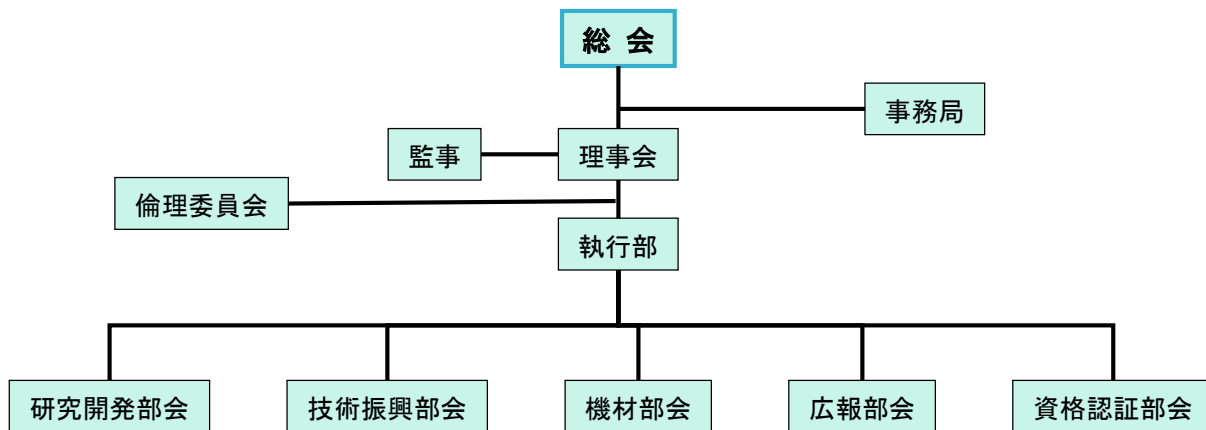 総 会
事務局
監事
理事会
倫理委員会
執行部
研究開発部会
技術振興部会
機材部会
広報部会
資格認証部会